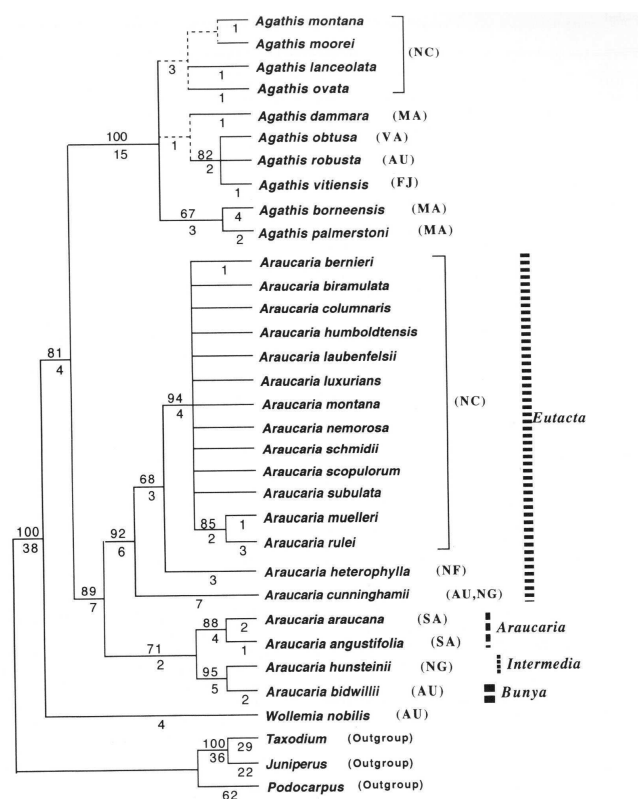 Agathis montana
1
Agathis moorei
(NC)
3
Agathis lanceolata
1
Agathis ovata
1
100
15
Agathis dammara (MA)
1
1
82
2
Agathis obtusa (VA)
Agathis robusta (AU)
Agathis vitiensis (FJ)
1
67
3
Agathis borneensis (MA)
4
Agathis palmerstoni (MA)
2
Araucaria bernieri
1
Araucaria biramulata
Araucaria columnaris
Araucaria humboldtensis
Araucaria laubenfelsii
81
4
Araucaria luxurians
94
4
Araucaria montana
(NC)
Eutacta
Araucaria nemorosa
Araucaria schmidii
Araucaria scopulorum
68
3
Araucaria subulata
85
2
Araucaria muelleri
1
Araucaria rulei
3
100
38
92
6
Araucaria heterophylla (NF)
3
89
7
Araucaria cunninghamii (AU,NG)
7
88
4
Araucaria araucana (SA)
2
Araucaria
Araucaria angustifolia (SA)
1
71
2
95
5
Araucaria hunsteinii (NG)
Intermedia
Araucaria bidwillii (AU)
2
Bunya
Wollemia nobilis (AU)
4
Taxodium (Outgroup)
100
36
29
Juniperus (Outgroup)
22
Podocarpus (Outgroup)
62